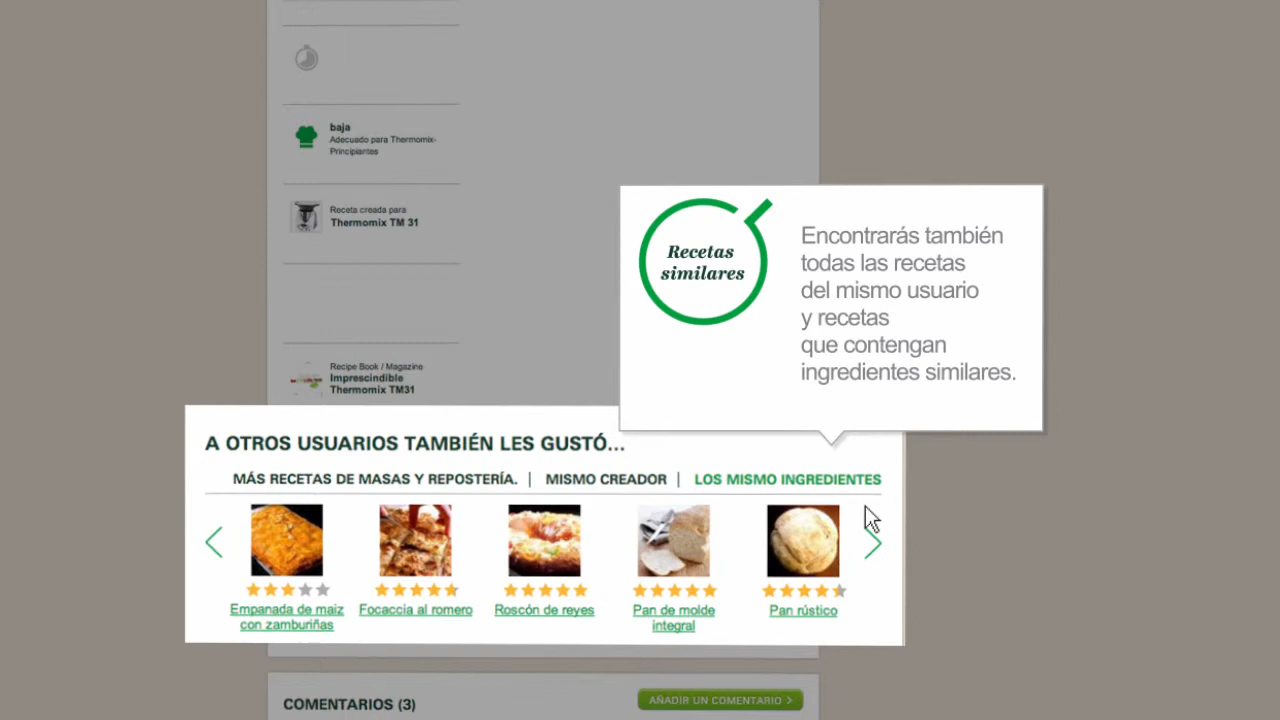 baja
Adecuado para Thermomix-
Principiantes
Receta creada para
Thermomix TM 31
Recetas
similares
Encontrarás también
todas las recetas
del mismo usuario
y recetas
que contengan
ingredientes similares.
Recipe Book / Magazine
Imprescindible
Thermomix TM31
A OTROS USUARIOS TAMBIÉN LES GUSTÓ...
MÁS RECETAS DE MASAS Y REPOSTERÍA. | MISMO CREADOR | LOS MISMO INGREDIENTES
Empanada de maiz
con zamburiñas
Focaccia al romero
Roscón de reyes
Pan de molde
integral
Pan rústico
COMENTARIOS (3)
AÑADIR UN COMENTARIO >